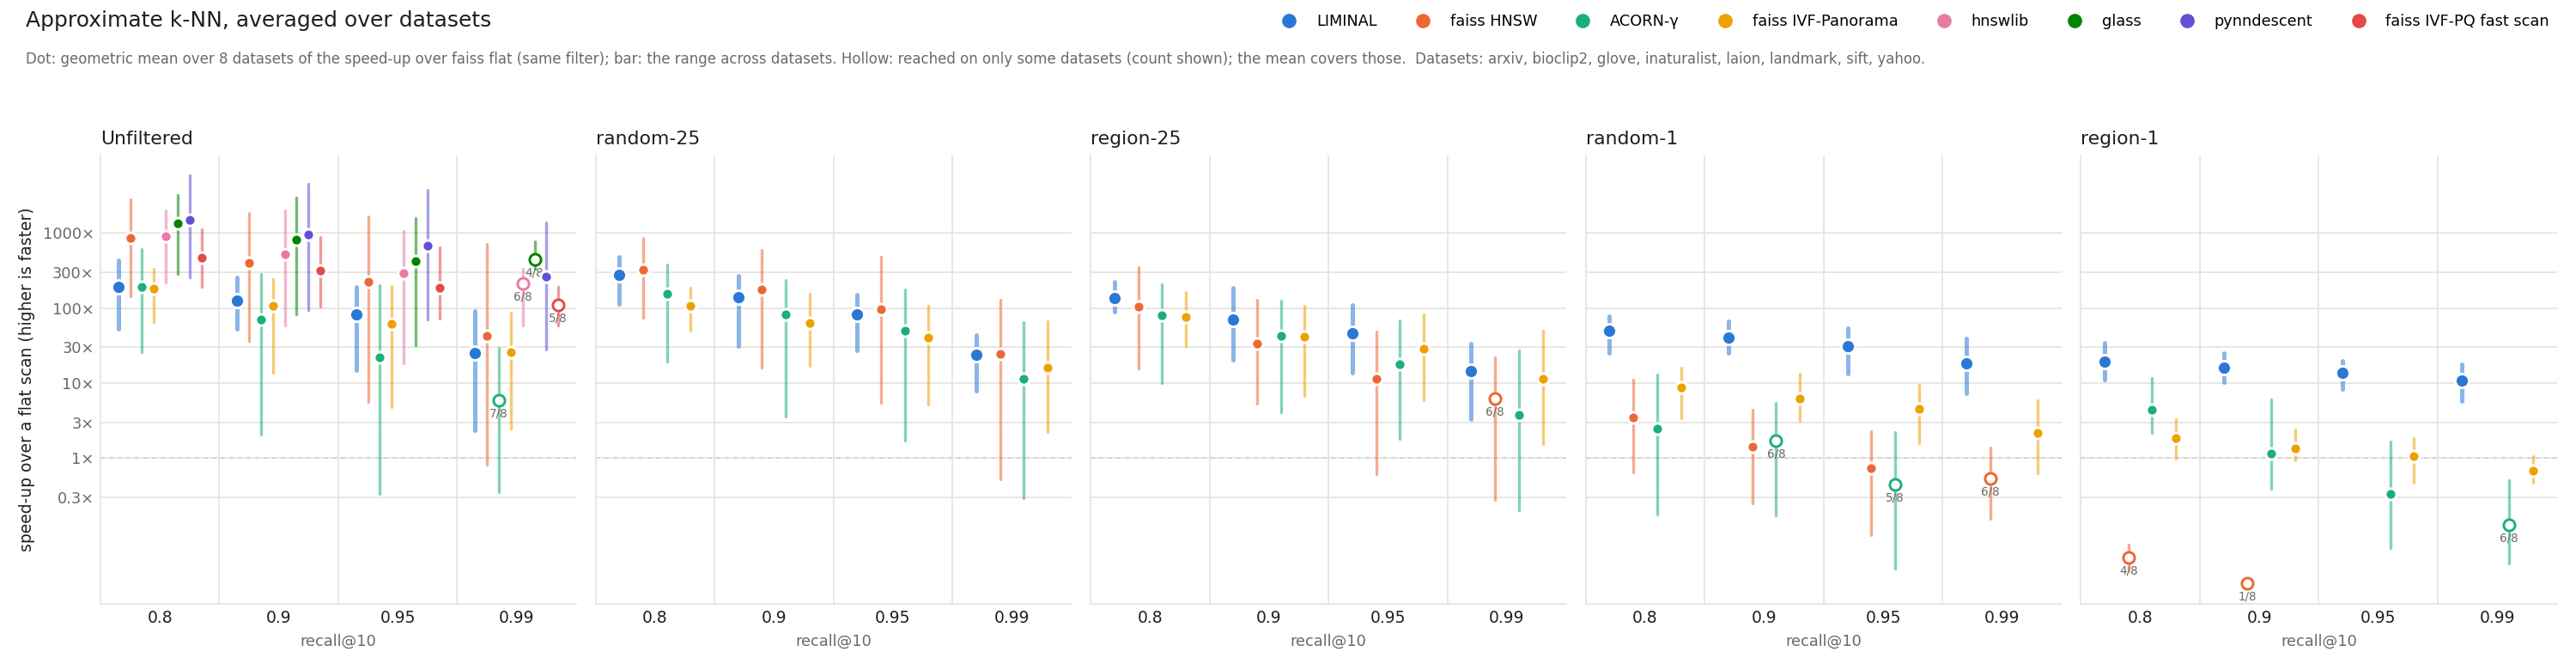 Approximate k-NN, averaged over datasets
LIMINAL faiss HNSW ACORN-γ faiss IVF-Panorama hnswlib glass pynndescent faiss IVF-PQ fast scan
Dot: geometric mean over 8 datasets of the speed-up over faiss flat (same filter); bar: the range across datasets. Hollow: reached on only some datasets (count shown); the mean covers those.  Datasets: arxiv, bioclip2, glove, inaturalist, laion, landmark, sift, yahoo.
Unfiltered random-25 region-25 random-1 region-1
speed-up over a flat scan (higher is faster)
1000×
300×
100×
30×
10×
3×
1×
0.3×
4/8
6/8
5/8
7/8
6/8
6/8
5/8
6/8
4/8
1/8
6/8
0.8 0.9 0.95 0.99 0.8 0.9 0.95 0.99 0.8 0.9 0.95 0.99 0.8 0.9 0.95 0.99 0.8 0.9 0.95 0.99
recall@10 recall@10 recall@10 recall@10 recall@10